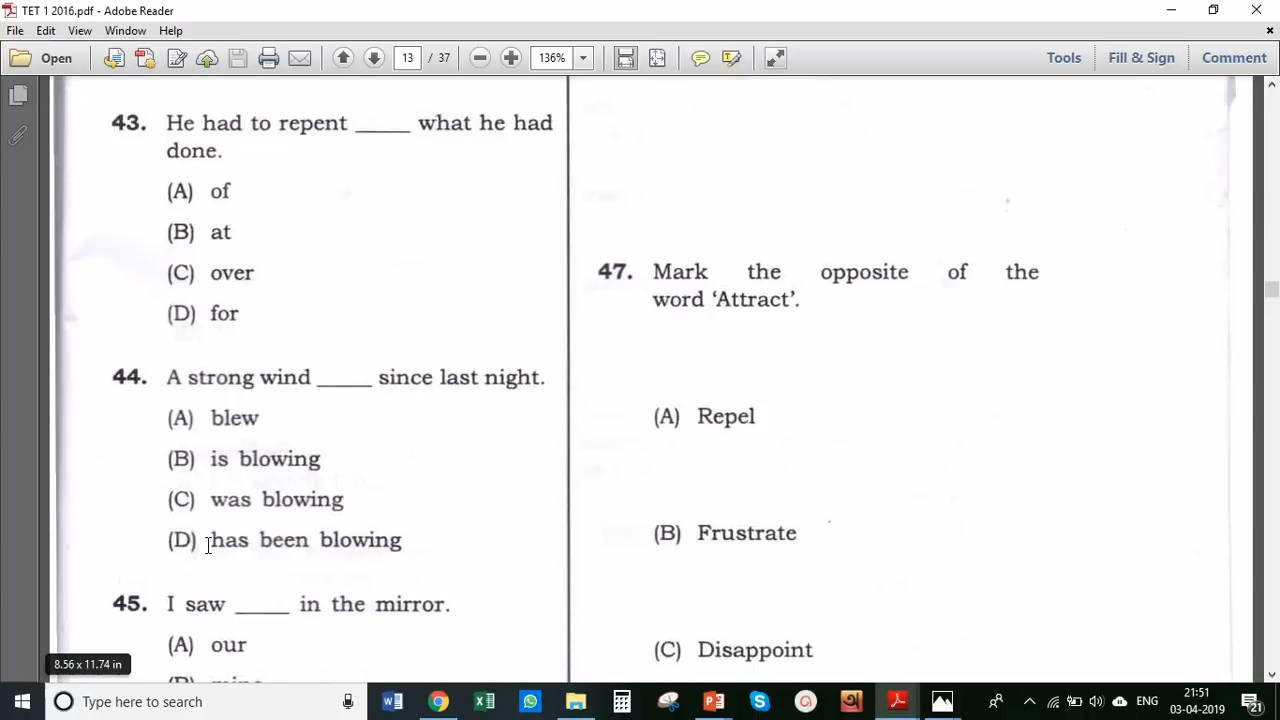 TET 1 2016.pdf - Adobe Reader
File Edit View Window Help
Open 13 / 37 136% Tools Fill & Sign Comment
43. He had to repent _____ what he had
done.
(A) of
(B) at
(C) over
(D) for
44. A strong wind _____ since last night.
(A) blew
(B) is blowing
(C) was blowing
(D) has been blowing
45. I saw _____ in the mirror.
(A) our
47. Mark the opposite of the
word ‘Attract’.
(A) Repel
(B) Frustrate
(C) Disappoint
8.56 x 11.74 in
Type here to search
ENG
21:51
03-04-2019
21